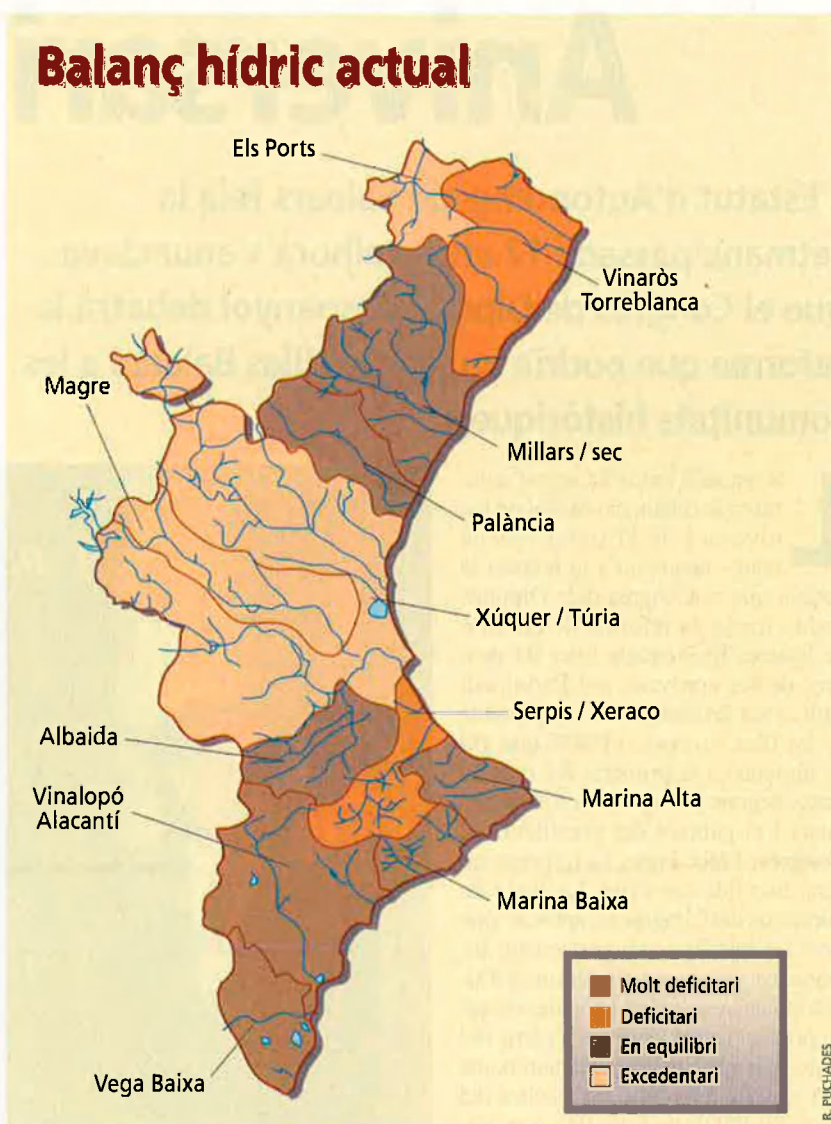 Balanç hídric actual
Els Ports
Vinaròs
Torreblanca
Magre
Millars / sec
Palància
Xúquer / Túria
Serpis / Xeraco
Albaida
Vinalopó
Alacantí
Marina Alta
Marina Baixa
Vega Baixa
Molt deficitari
Deficitari
En equilibri
Excedentari
R. PUCHADES